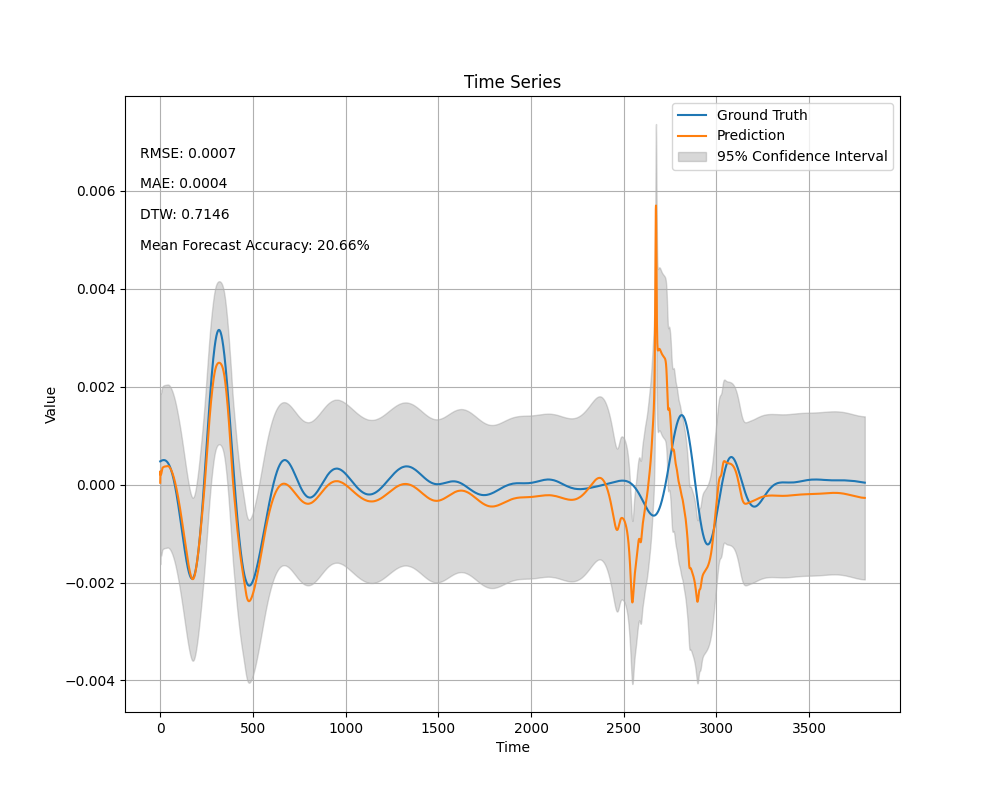 Time Series
Ground Truth
Prediction
95% Confidence Interval
RMSE: 0.0007
MAE: 0.0004
DTW: 0.7146
Mean Forecast Accuracy: 20.66%
Value
0.006
0.004
0.002
0.000
−0.002
−0.004
0 500 1000 1500 2000 2500 3000 3500
Time